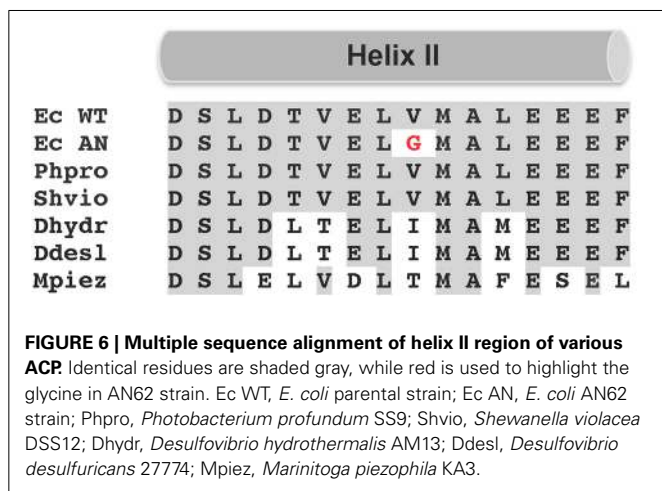 Helix II
Ec WT D S L D T V E L V M A L E E E F
Ec AN D S L D T V E L G M A L E E E F
Phpro D S L D T V E L V M A L E E E F
Shvio D S L D T V E L V M A L E E E F
Dhydr D S L D L T E L I M A M E E E F
Ddesl D S L D L T E L I M A M E E E F
Mpiez D S L E L V D L T M A F E S E L
FIGURE 6 | Multiple sequence alignment of helix II region of various
ACP. Identical residues are shaded gray, while red is used to highlight the
glycine in AN62 strain. Ec WT, E. coli parental strain; Ec AN, E. coli AN62
strain; Phpro, Photobacterium profundum SS9; Shvio, Shewanella violacea
DSS12; Dhydr, Desulfovibrio hydrothermalis AM13; Ddesl, Desulfovibrio
desulfuricans 27774; Mpiez, Marinitoga piezophila KA3.